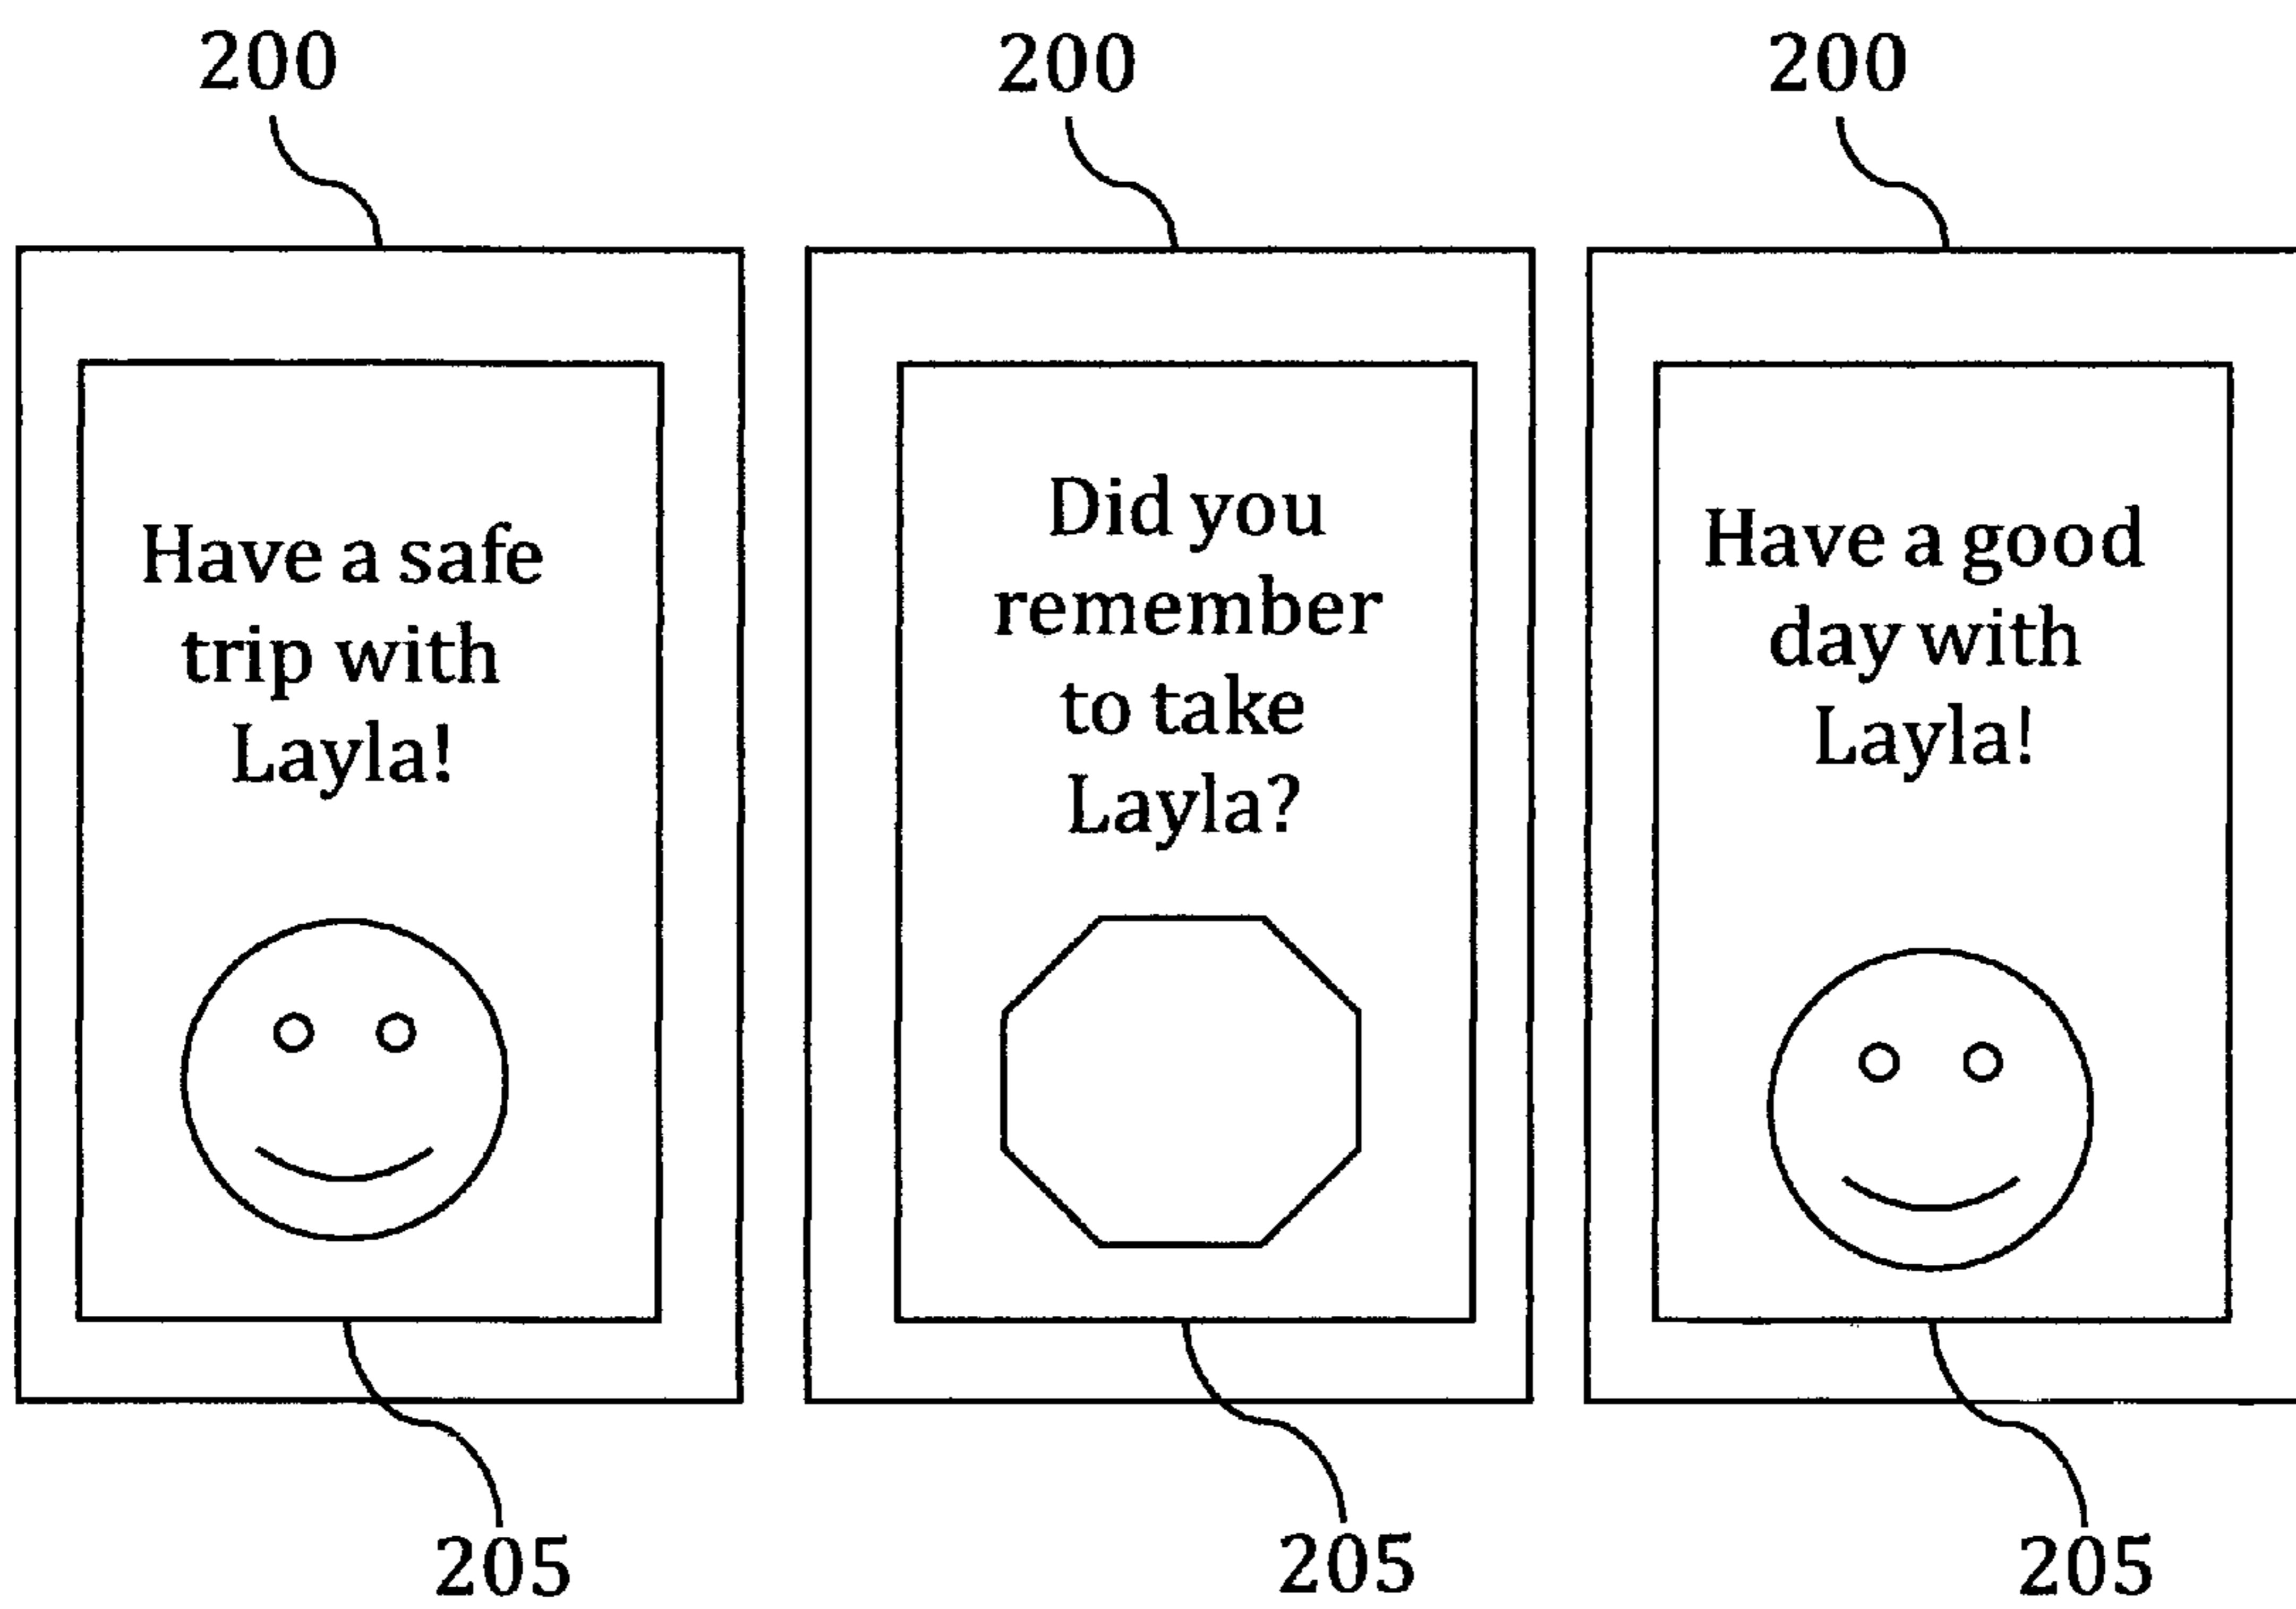 200
200
200
Have a safe
trip with
Layla!
Did you
remember
to take
Layla?
Have a good
day with
Layla!
205
205
205